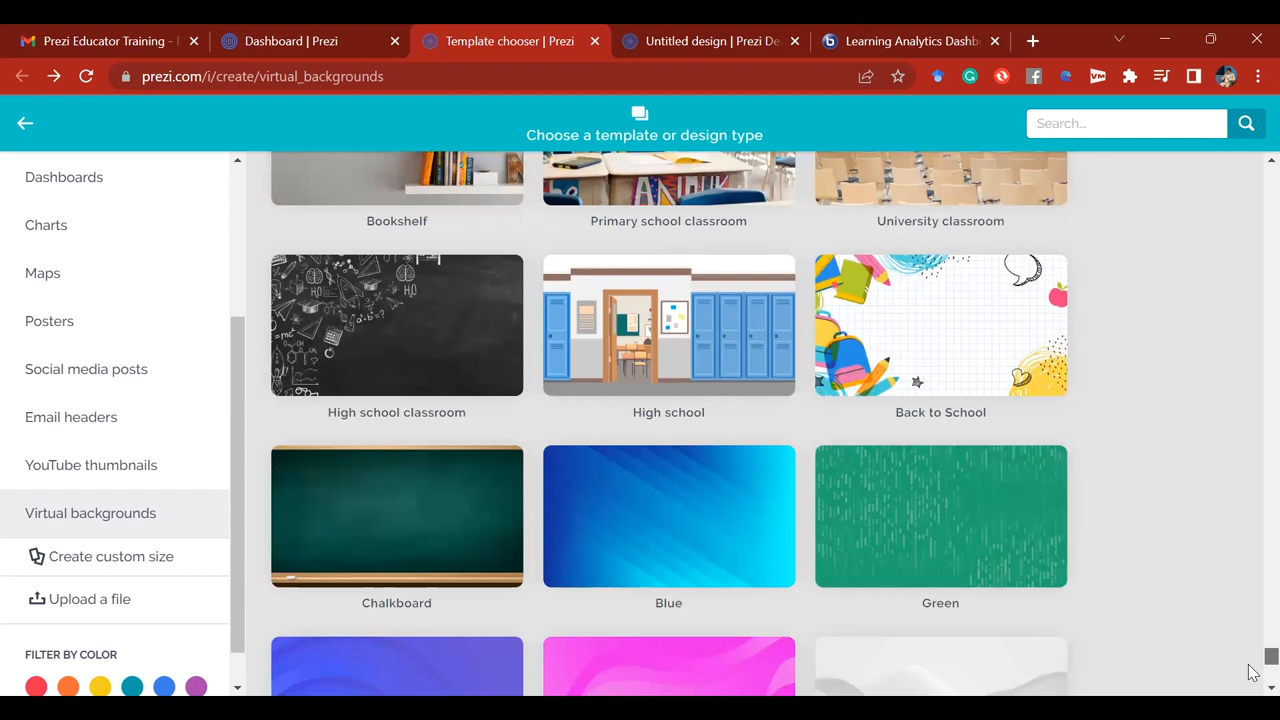 Prezi Educator Training -
Dashboard | Prezi
Template chooser | Prezi
Untitled design | Prezi De
Learning Analytics Dashb
prezi.com/i/create/virtual_backgrounds
Choose a template or design type
Search...
Dashboards
Charts
Maps
Posters
Social media posts
Email headers
YouTube thumbnails
Virtual backgrounds
Create custom size
Upload a file
FILTER BY COLOR
Bookshelf
Primary school classroom
University classroom
High school classroom
High school
Back to School
Chalkboard
Blue
Green